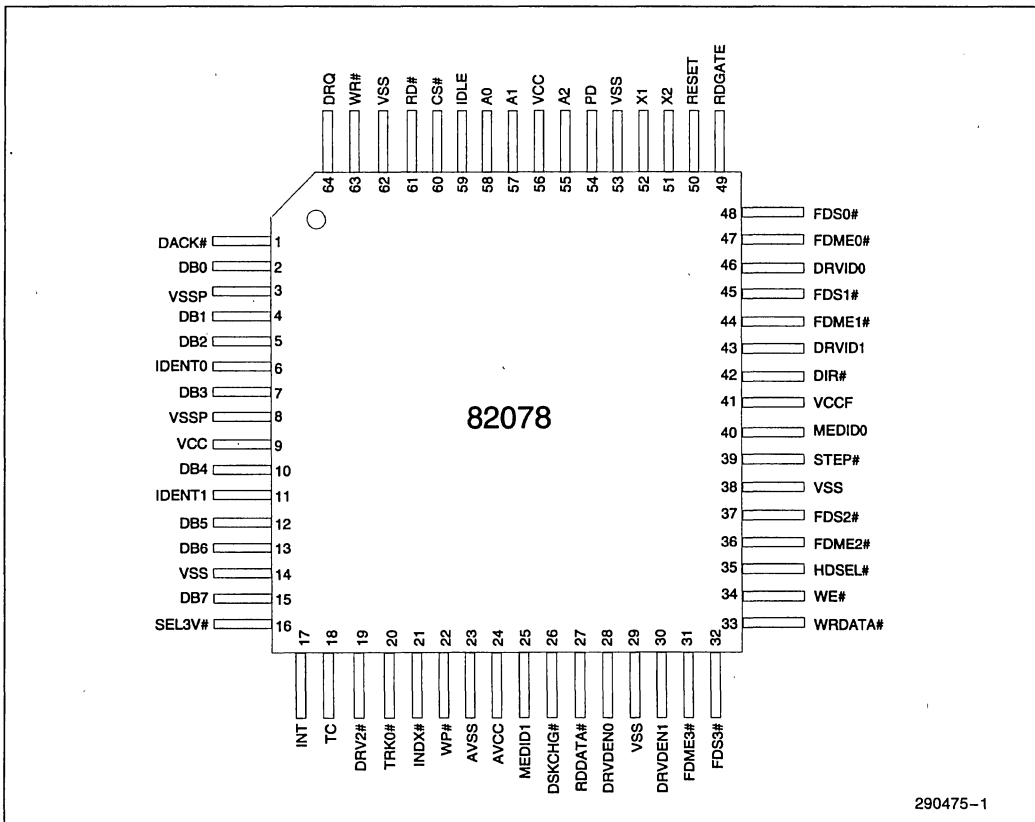 DRQ WR# VSS RD# CS# IDLE A0 A1 VCC A2 PD VSS X1 X2 RESET RDGATE
64 63 62 61 60 59 58 57 56 55 54 53 52 51 50 49
DACK# 1
DB0 2
VSSP 3
DB1 4
DB2 5
IDENT0 6
DB3 7
VSSP 8
VCC 9
DB4 10
IDENT1 11
DB5 12
DB6 13
VSS 14
DB7 15
SEL3V# 16
82078
48 FDS0#
47 FDME0#
46 DRVID0
45 FDS1#
44 FDME1#
43 DRVID1
42 DIR#
41 VCCF
40 MEDID0
39 STEP#
38 VSS
37 FDS2#
36 FDME2#
35 HDSEL#
34 WE#
33 WRDATA#
17 18 19 20 21 22 23 24 25 26 27 28 29 30 31 32
INT TC DRV2# TRK0# INDX# WP# AVSS AVCC MEDID1 DSKCHG# RDDATA# DRVDEN0 VSS DRVDEN1 FDME3# FDS3#
290475-1